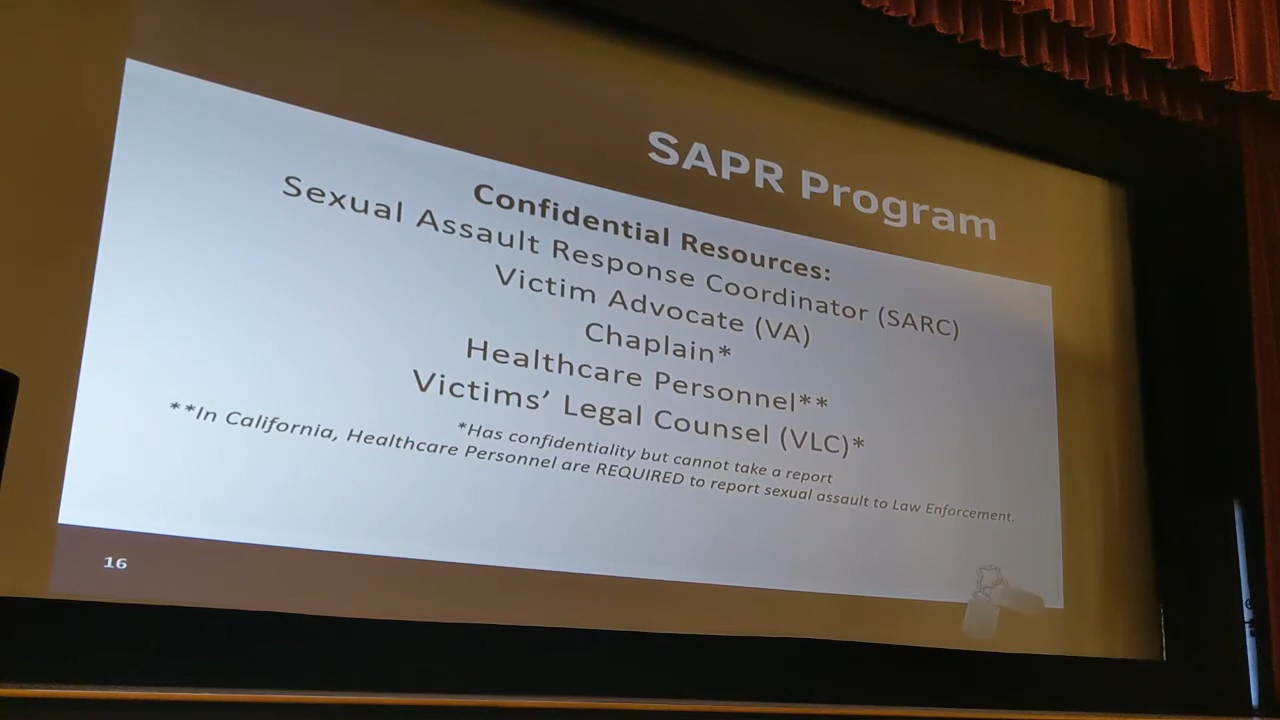 SAPR Program
Confidential Resources:
Sexual Assault Response Coordinator (SARC)
Victim Advocate (VA)
Chaplain*
Healthcare Personnel**
Victims’ Legal Counsel (VLC)*
*Has confidentiality but cannot take a report
**In California, Healthcare Personnel are REQUIRED to report sexual assault to Law Enforcement.
16